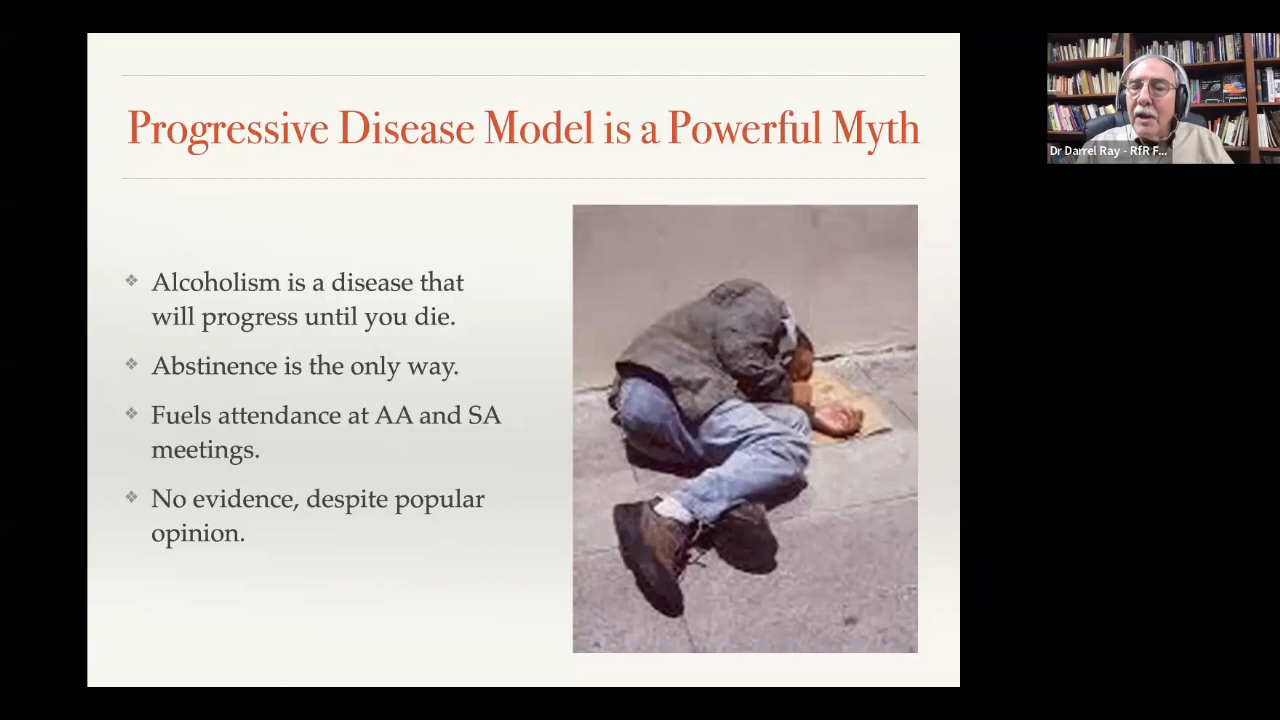 Progressive Disease Model is a Powerful Myth
Alcoholism is a disease that
will progress until you die.
Abstinence is the only way.
Fuels attendance at AA and SA
meetings.
No evidence, despite popular
opinion.
Dr Darrel Ray - RfR F...